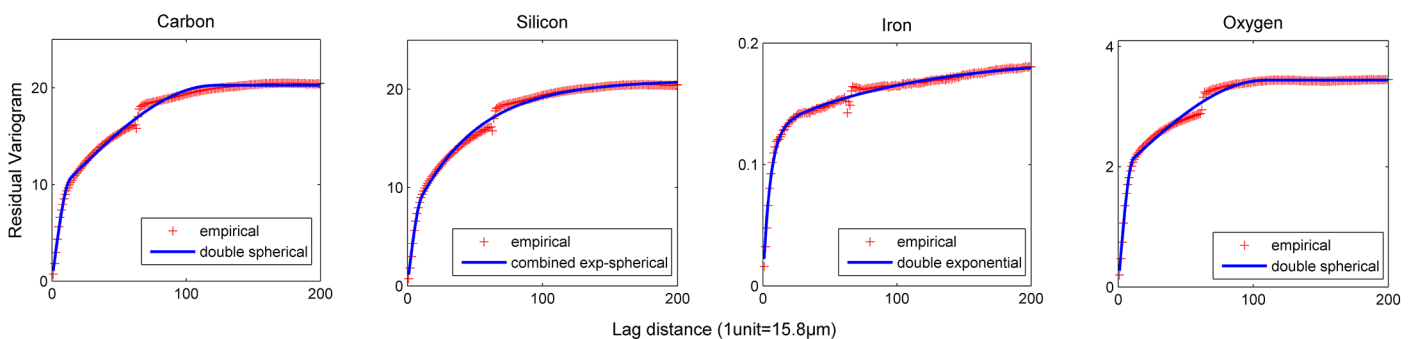 Carbon
Silicon
Iron
Oxygen
Residual Variogram
20
10
0
0
100
200
empirical
double spherical
20
10
0
0
100
200
empirical
combined exp-spherical
0.2
0.1
0
0
100
200
empirical
double exponential
4
2
0
0
100
200
empirical
double spherical
Lag distance (1unit=15.8μm)